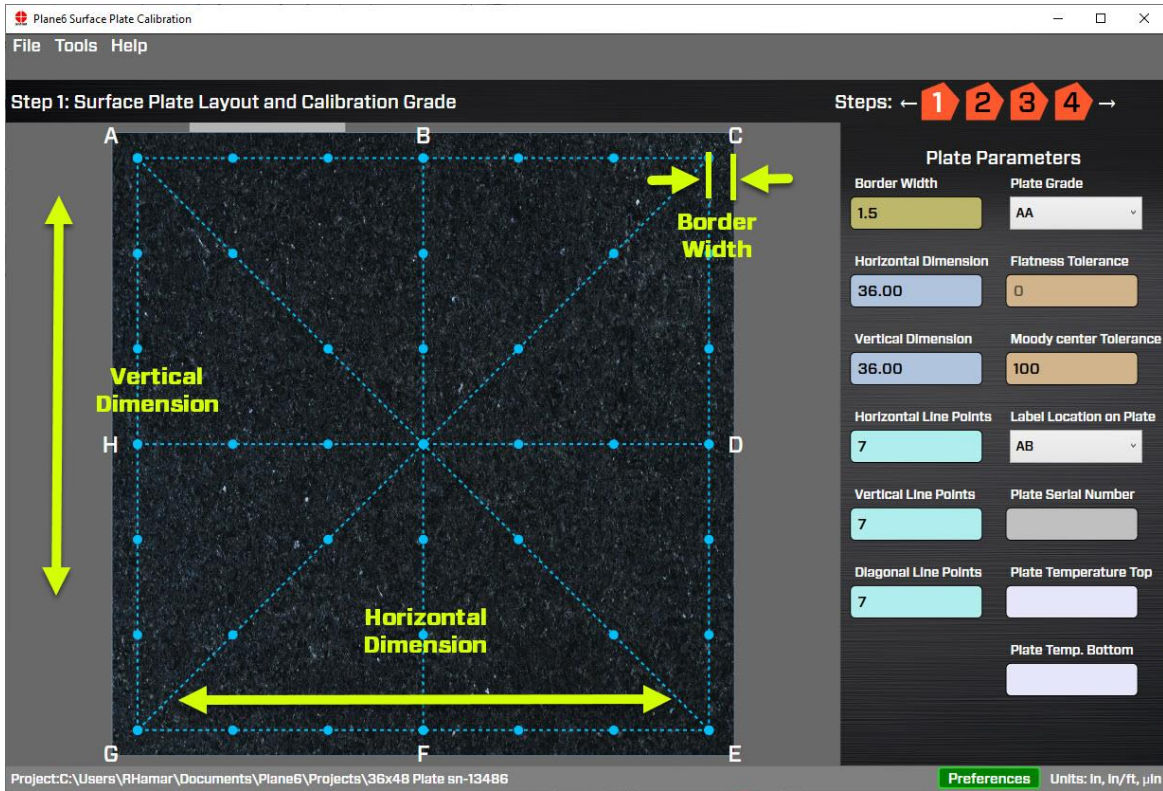 Plane6 Surface Plate Calibration
File Tools Help
Step 1: Surface Plate Layout and Calibration Grade
Steps: ← 1 2 3 4 →
A B C
Border
Width
Vertical
Dimension
H D
Horizontal
Dimension
G F E
Plate Parameters
Border Width Plate Grade
1.5 AA
Horizontal Dimension Flatness Tolerance
36.00 0
Vertical Dimension Moody center Tolerance
36.00 100
Horizontal Line Points Label Location on Plate
7 AB
Vertical Line Points Plate Serial Number
7
Diagonal Line Points Plate Temperature Top
7
Plate Temp. Bottom
Project:C:\Users\RHamar\Documents\Plane6\Projects\36x48 Plate sn-13486
Preferences Units: in, in/ft, µin